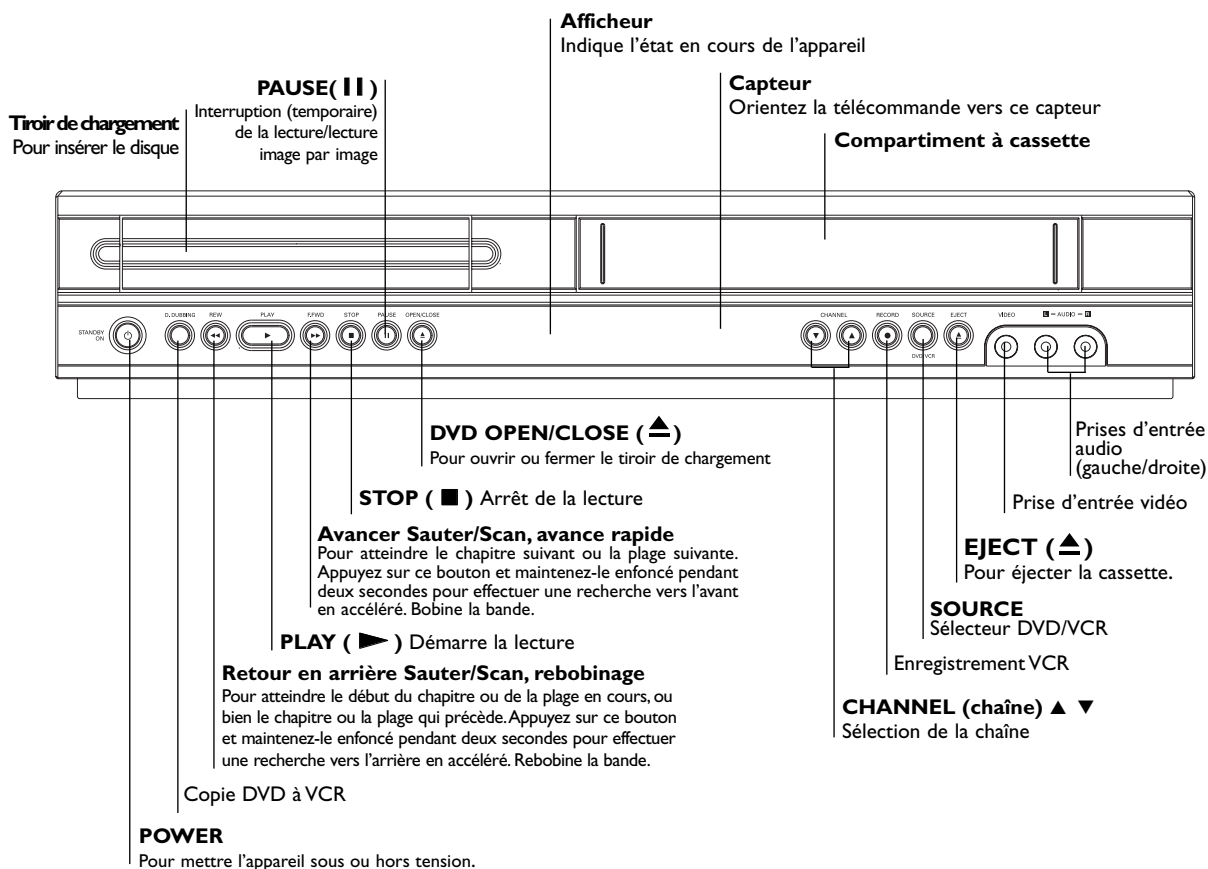 Afficheur
Indique l'état en cours de l'appareil
PAUSE( II )
Interruption (temporaire)
de la lecture/lecture
image par image
Capteur
Orientez la télécommande vers ce capteur
Tiroir de chargement
Pour insérer le disque
Compartiment à cassette
STANDBY
ON
D. DUBBING
REW
PLAY
F.FWD
STOP
PAUSE
OPEN/CLOSE
CHANNEL
RECORD
SOURCE
EJECT
DVD/VCR
VIDEO
L – AUDIO – R
DVD OPEN/CLOSE (⏏)
Pour ouvrir ou fermer le tiroir de chargement
Prises d'entrée
audio
(gauche/droite)
STOP ( ■ ) Arrêt de la lecture
Prise d'entrée vidéo
Avancer Sauter/Scan, avance rapide
Pour atteindre le chapitre suivant ou la plage suivante.
Appuyez sur ce bouton et maintenez-le enfoncé pendant
deux secondes pour effectuer une recherche vers l'avant
en accéléré. Bobine la bande.
EJECT (⏏)
Pour éjecter la cassette.
SOURCE
Sélecteur DVD/VCR
PLAY ( ► ) Démarre la lecture
Enregistrement VCR
Retour en arrière Sauter/Scan, rebobinage
Pour atteindre le début du chapitre ou de la plage en cours, ou
bien le chapitre ou la plage qui précède. Appuyez sur ce bouton
et maintenez-le enfoncé pendant deux secondes pour effectuer
une recherche vers l'arrière en accéléré. Rebobine la bande.
CHANNEL (chaîne) ▲ ▼
Sélection de la chaîne
Copie DVD à VCR
POWER
Pour mettre l'appareil sous ou hors tension.